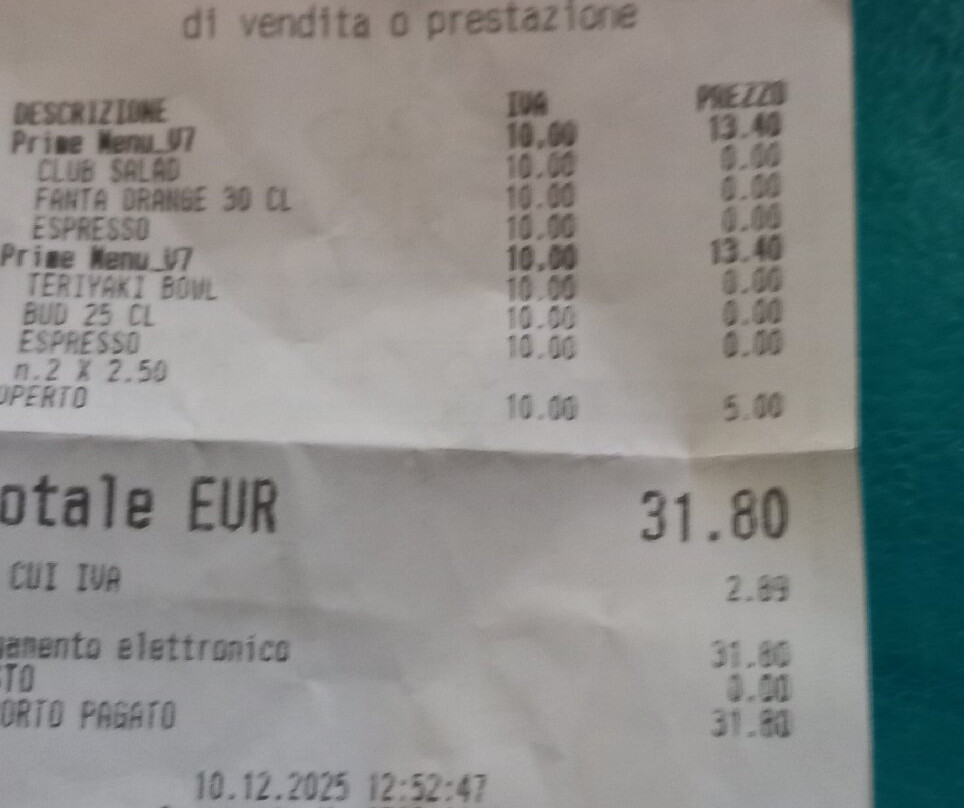 di vendita o prestazione
DESCRIZIONE IVA PREZZO
Prime Menu_V7 10.00 13.40
CLUB SALAD 10.00 0.00
FANTA ORANGE 30 CL 10.00 0.00
ESPRESSO 10.00 0.00
Prime Menu_V7 10.00 13.40
TERIYAKI BOWL 10.00 0.00
BUD 25 CL 10.00 0.00
ESPRESSO 10.00 0.00
n.2 X 2.50
OPERTO 10.00 5.00
otale EUR 31.80
CUI IVA 2.89
gamento elettronico 31.80
STO 0.00
ORTO PAGATO 31.80
10.12.2025 12:52:47